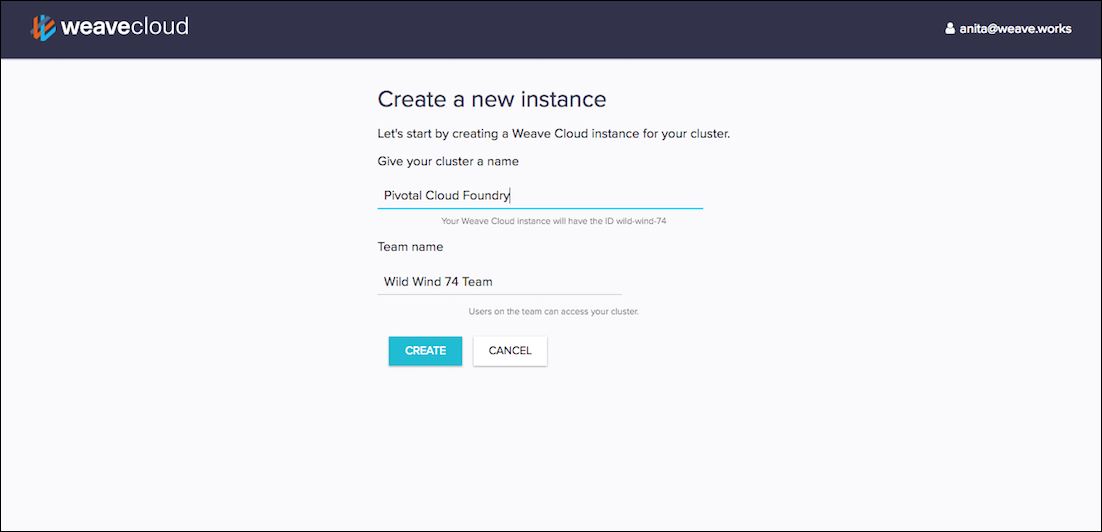 weavecloud
anita@weave.works
Create a new instance
Let's start by creating a Weave Cloud instance for your cluster.
Give your cluster a name
Pivotal Cloud Foundry
Your Weave Cloud instance will have the ID wild-wind-74
Team name
Wild Wind 74 Team
Users on the team can access your cluster.
CREATE
CANCEL